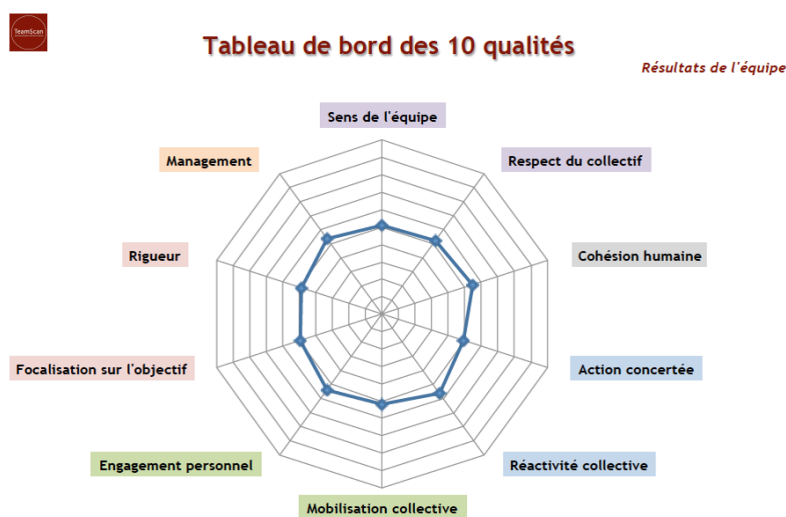 TeamScan
Tableau de bord des 10 qualités
Résultats de l'équipe
Sens de l'équipe
Management
Respect du collectif
Rigueur
Cohésion humaine
Focalisation sur l'objectif
Action concertée
Engagement personnel
Réactivité collective
Mobilisation collective